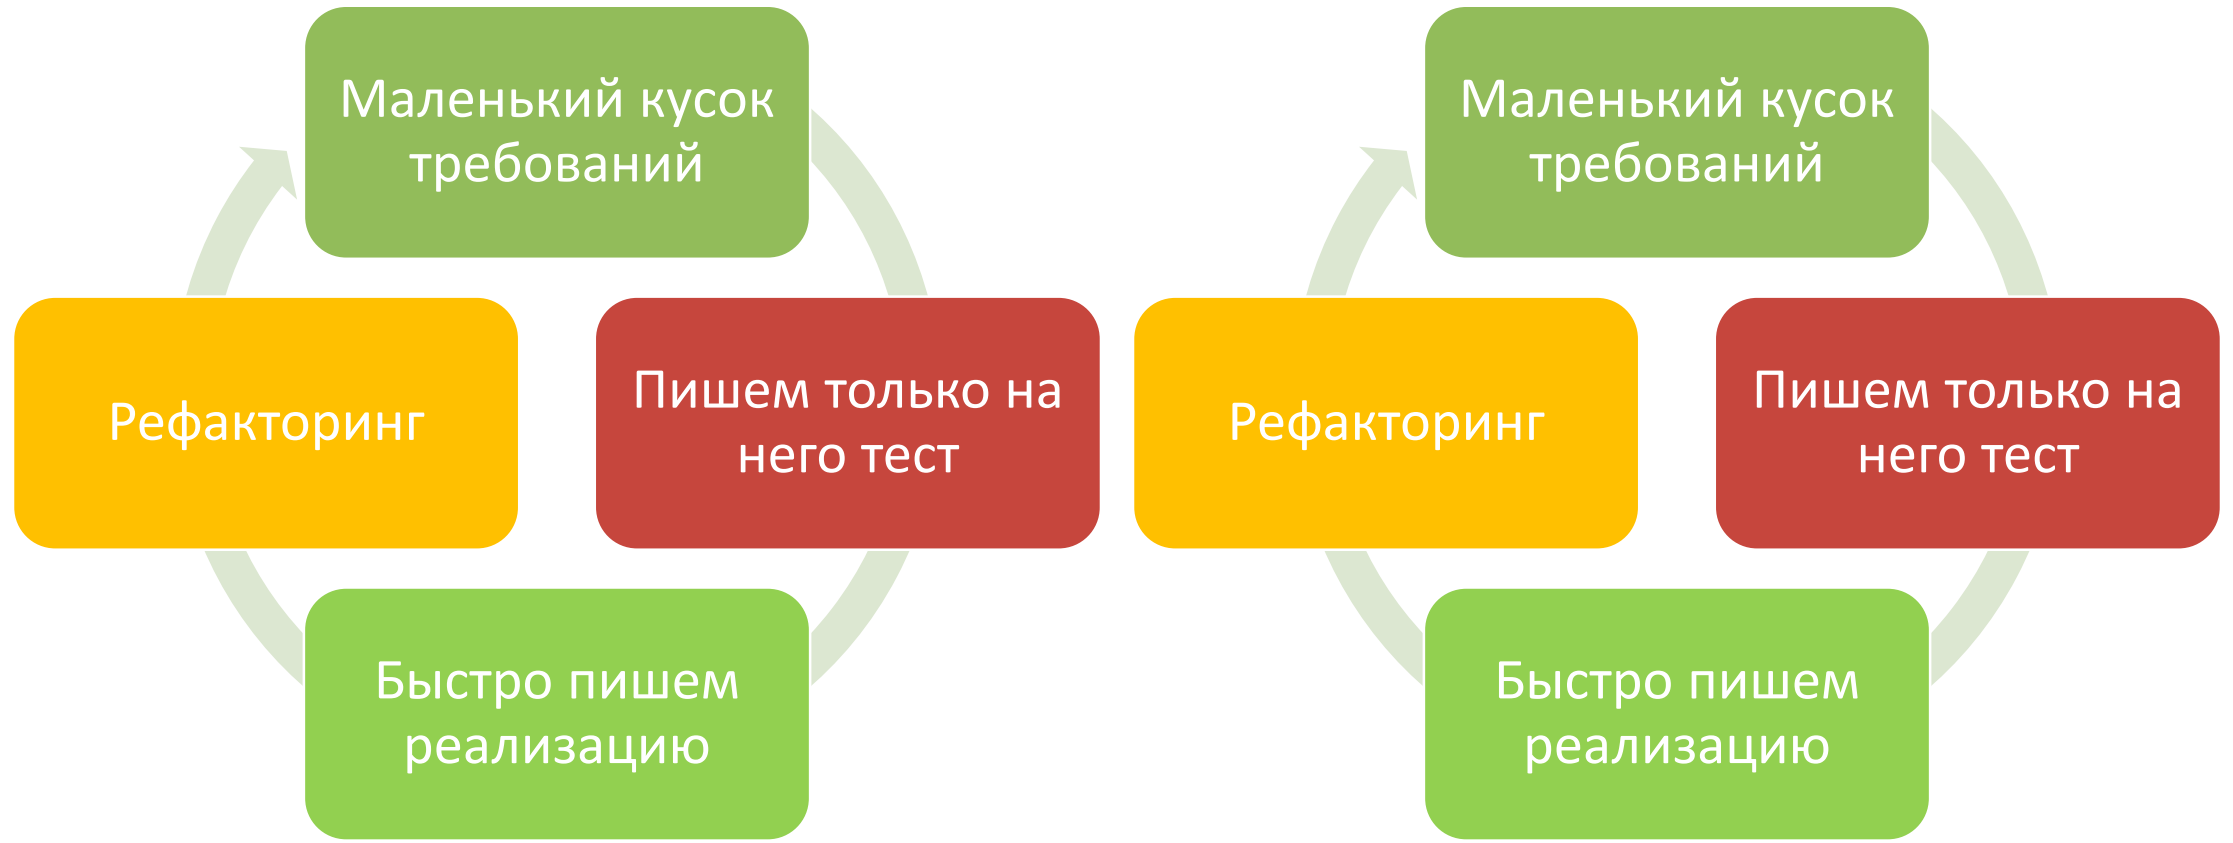 Маленький кусок
требований
Пишем только на
него тест
Быстро пишем
реализацию
Рефакторинг
Маленький кусок
требований
Пишем только на
него тест
Быстро пишем
реализацию
Рефакторинг